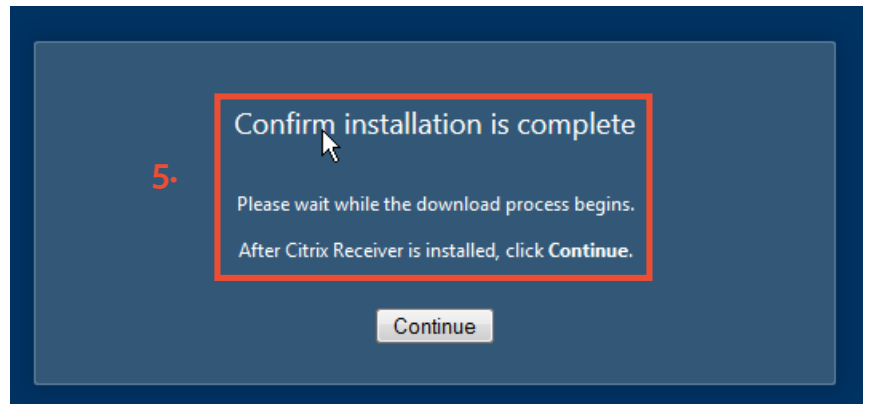 Confirm installation is complete
5.
Please wait while the download process begins.
After Citrix Receiver is installed, click Continue.
Continue